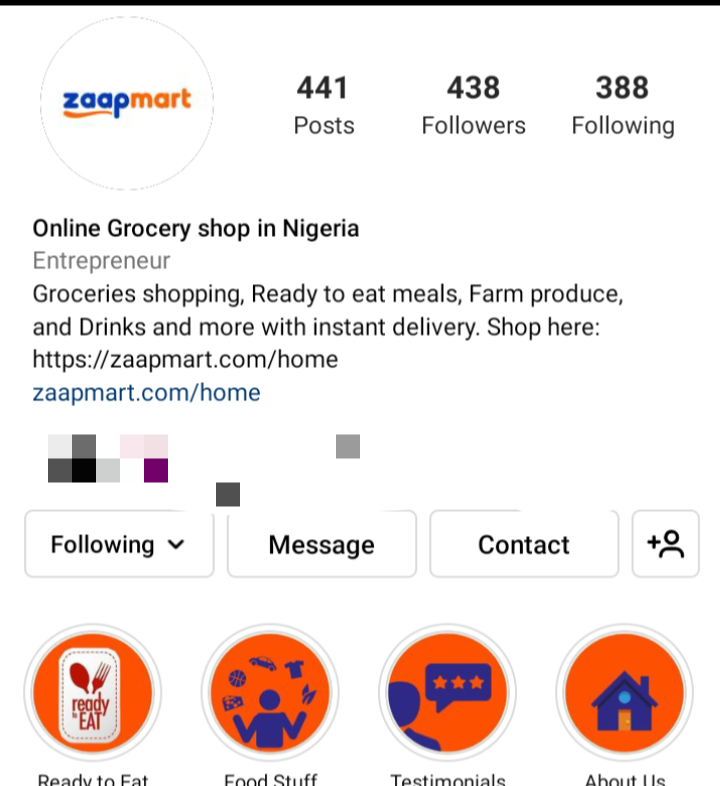 zaapmart
441
438
388
Posts
Followers
Following
Online Grocery shop in Nigeria
Entrepreneur
Groceries shopping, Ready to eat meals, Farm produce,
and Drinks and more with instant delivery. Shop here:
https://zaapmart.com/home
zaapmart.com/home
Following
Message
Contact
ready
to EAT
Ready to Eat
Food Stuff
Testimonials
About Us